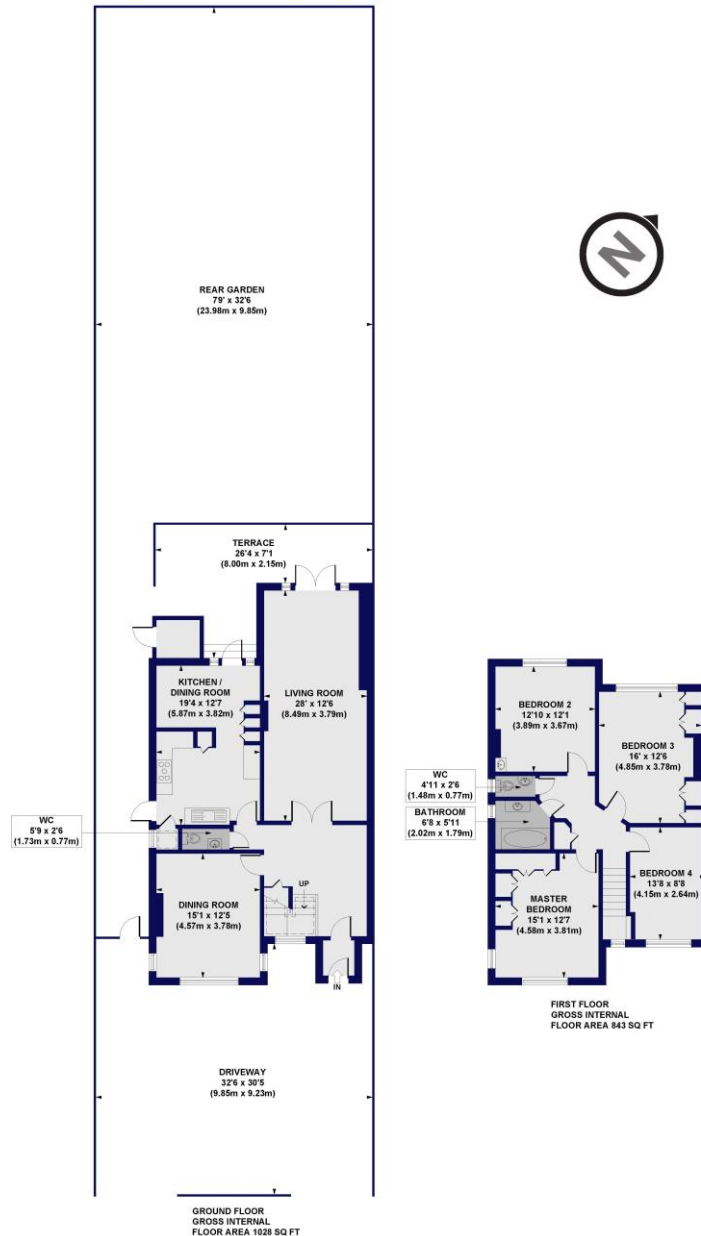 REAR GARDEN
79' x 32'6
(23.98m x 9.85m)
N
TERRACE
26'4 x 7'1
(8.00m x 2.15m)
KITCHEN /
DINING ROOM
19'4 x 12'7
(5.87m x 3.82m)
LIVING ROOM
28' x 12'6
(8.49m x 3.79m)
WC
5'9 x 2'6
(1.73m x 0.77m)
UP
DINING ROOM
15'1 x 12'5
(4.57m x 3.78m)
IN
DRIVEWAY
32'6 x 30'5
(9.85m x 9.23m)
GROUND FLOOR
GROSS INTERNAL
FLOOR AREA 1028 SQ FT
BEDROOM 2
12'10 x 12'1
(3.89m x 3.67m)
BEDROOM 3
16' x 12'6
(4.85m x 3.78m)
WC
4'11 x 2'6
(1.48m x 0.77m)
BATHROOM
6'8 x 5'11
(2.02m x 1.79m)
MASTER
BEDROOM
15'1 x 12'7
(4.58m x 3.81m)
BEDROOM 4
13'8 x 8'8
(4.15m x 2.64m)
FIRST FLOOR
GROSS INTERNAL
FLOOR AREA 843 SQ FT